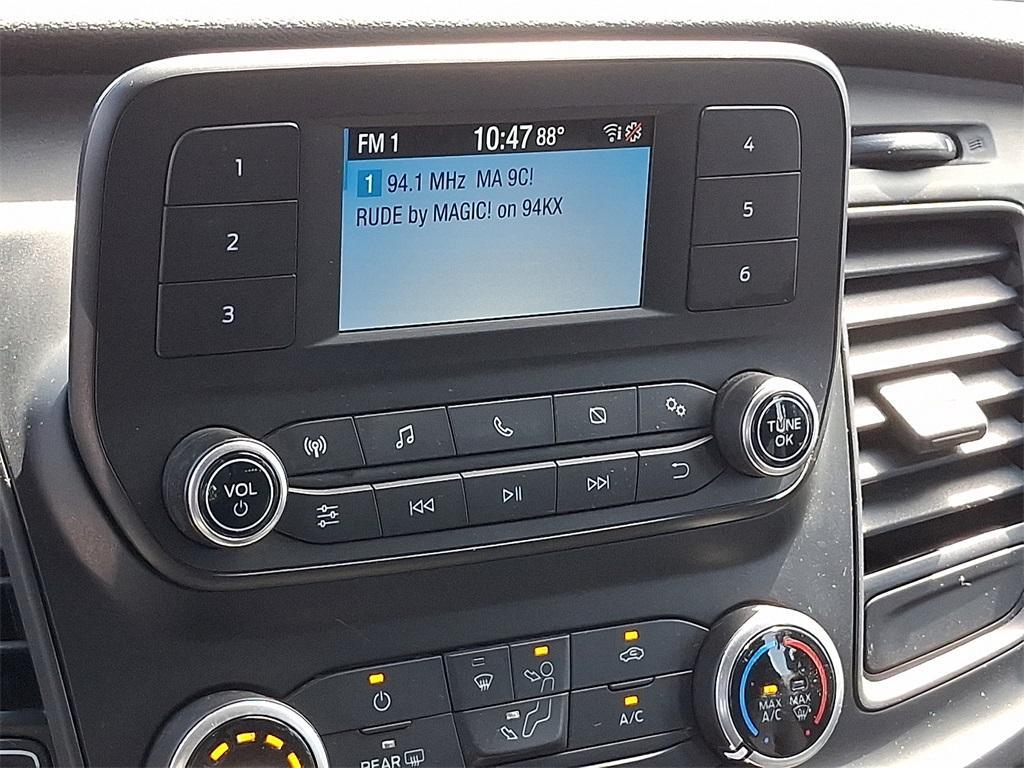 FM 1 10:47 88°
1 94.1 MHz MA 9C!
RUDE by MAGIC! on 94KX
1
2
3
4
5
6
VOL
TUNE
OK
A/C
REAR
MAX
A/C
MAX